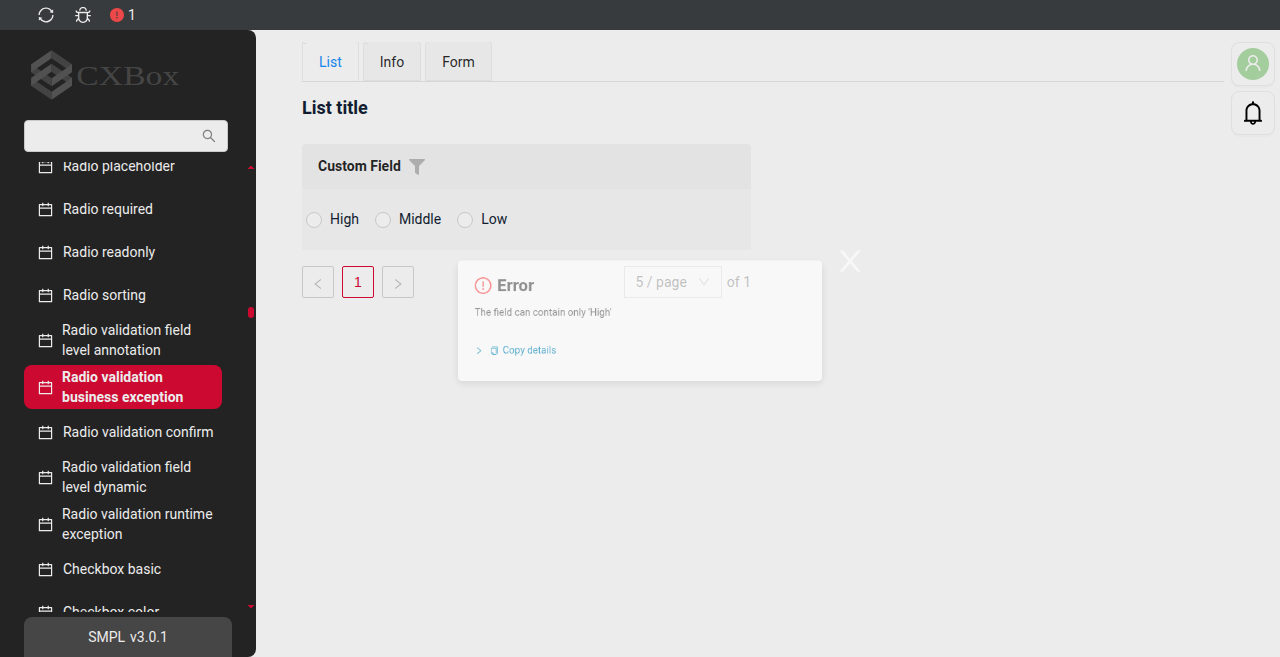 1
CXBox
Radio placeholder
Radio required
Radio readonly
Radio sorting
Radio validation field
level annotation
Radio validation
business exception
Radio validation confirm
Radio validation field
level dynamic
Radio validation runtime
exception
Checkbox basic
Checkbox color
SMPL v3.0.1
List Info Form
List title
Custom Field
High Middle Low
< 1 > 5 / page of 1
Error
The field can contain only 'High'
Copy details